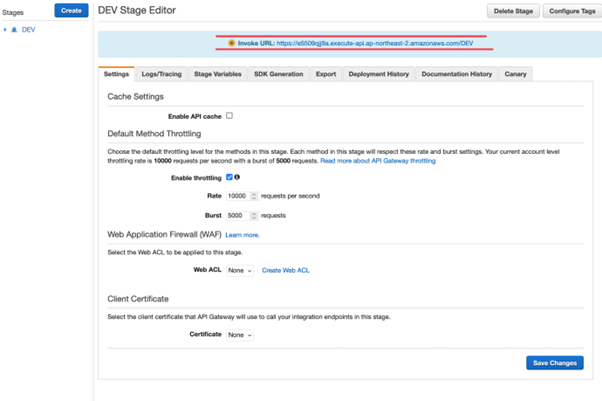 Stages
Create
DEV Stage Editor
Delete Stage
Configure Tags
DEV
Invoke URL: https://e5509qjj9a.execute-api.ap-northeast-2.amazonaws.com/DEV
Settings
Logs/Tracing
Stage Variables
SDK Generation
Export
Deployment History
Documentation History
Canary
Cache Settings
Enable API cache
Default Method Throttling
Choose the default throttling level for the methods in this stage. Each method in this stage will respect these rate and burst settings. Your current account level
throttling rate is 10000 requests per second with a burst of 5000 requests. Read more about API Gateway throttling
Enable throttling
Rate 10000 requests per second
Burst 5000 requests
Web Application Firewall (WAF) Learn more.
Select the Web ACL to be applied to this stage.
Web ACL None Create Web ACL
Client Certificate
Select the client certificate that API Gateway will use to call your integration endpoints in this stage.
Certificate None
Save Changes